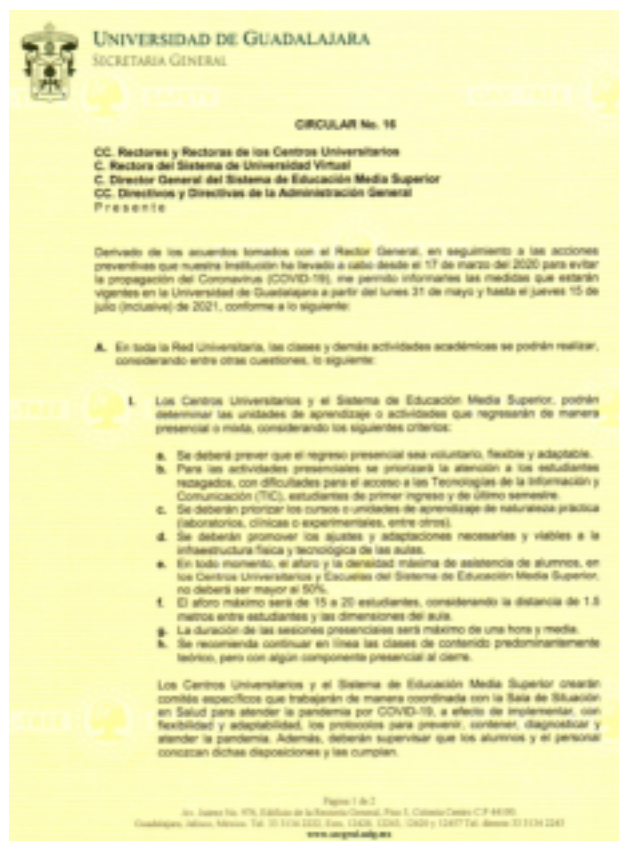 UNIVERSIDAD DE GUADALAJARA
SECRETARÍA GENERAL
CIRCULAR No. 16
CC. Rectores y Rectoras de los Centros Universitarios
C. Rectora del Sistema de Universidad Virtual
C. Director General del Sistema de Educación Media Superior
CC. Directivos y Directivas de la Administración General
P r e s e n t e
Derivado de los acuerdos tomados con el Rector General, en seguimiento a las acciones
preventivas que nuestra Institución ha llevado a cabo desde el 17 de marzo del 2020 para evitar
la propagación del Coronavirus (COVID-19), me permito informarles las medidas que estarán
vigentes en la Universidad de Guadalajara a partir del lunes 31 de mayo y hasta el jueves 15 de
julio (inclusive) de 2021, conforme a lo siguiente:
A. En toda la Red Universitaria, las clases y demás actividades académicas se podrán realizar,
considerando entre otras cuestiones, lo siguiente:
I. Los Centros Universitarios y el Sistema de Educación Media Superior, podrán
determinar las unidades de aprendizaje o actividades que regresarán de manera
presencial o mixta, considerando los siguientes criterios:
a. Se deberá prever que el regreso presencial sea voluntario, flexible y adaptable.
b. Para las actividades presenciales se priorizará la atención a los estudiantes
rezagados, con dificultades para el acceso a las Tecnologías de la Información y
Comunicación (TIC), estudiantes de primer ingreso y de último semestre.
c. Se deberán priorizar los cursos o unidades de aprendizaje de naturaleza práctica
(laboratorios, clínicas o experimentales, entre otros).
d. Se deberán promover los ajustes y adaptaciones necesarias y viables a la
infraestructura física y tecnológica de las aulas.
e. En todo momento, el aforo y la densidad máxima de asistencia de alumnos, en
los Centros Universitarios y Escuelas del Sistema de Educación Media Superior,
no deberá ser mayor al 50%.
f. El aforo máximo será de 15 a 20 estudiantes, considerando la distancia de 1.5
metros entre estudiantes y las dimensiones del aula.
g. La duración de las sesiones presenciales será máximo de una hora y media.
h. Se recomienda continuar en línea las clases de contenido predominantemente
teórico, pero con algún componente presencial al cierre.
Los Centros Universitarios y el Sistema de Educación Media Superior crearán
comités específicos que trabajarán de manera coordinada con la Sala de Situación
en Salud para atender la pandemia por COVID-19, a efecto de implementar, con
flexibilidad y adaptabilidad, los protocolos para prevenir, contener, diagnosticar y
atender la pandemia. Además, deberán supervisar que los alumnos y el personal
conozcan dichas disposiciones y las cumplan.
Página 1 de 2
Av. Juárez No. 976, Edificio de la Rectoría General, Piso 5, Colonia Centro C.P. 44100.
Guadalajara, Jalisco, México. Tel.
www.secgral.udg.mx